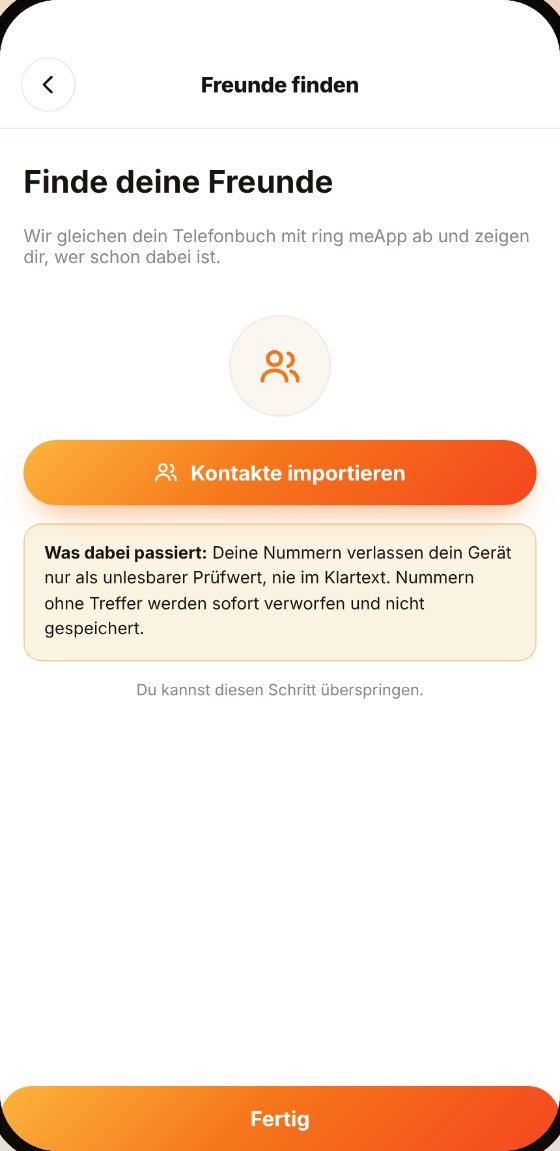 Freunde finden
Finde deine Freunde
Wir gleichen dein Telefonbuch mit ring meApp ab und zeigen
dir, wer schon dabei ist.
Kontakte importieren
Was dabei passiert: Deine Nummern verlassen dein Gerät
nur als unlesbarer Prüfwert, nie im Klartext. Nummern
ohne Treffer werden sofort verworfen und nicht
gespeichert.
Du kannst diesen Schritt überspringen.
Fertig